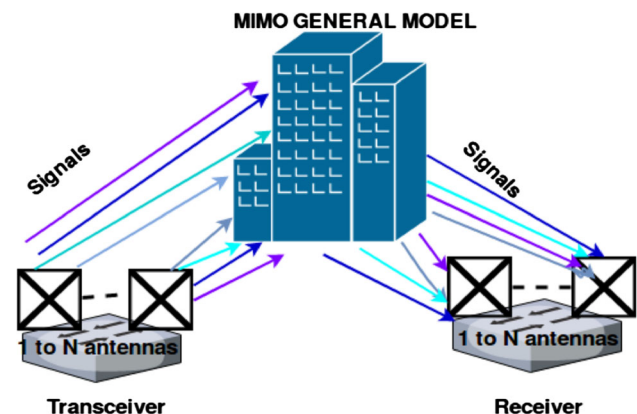 MIMO GENERAL MODEL
Signals
Signals
1 to N antennas
1 to N antennas
Transceiver
Receiver